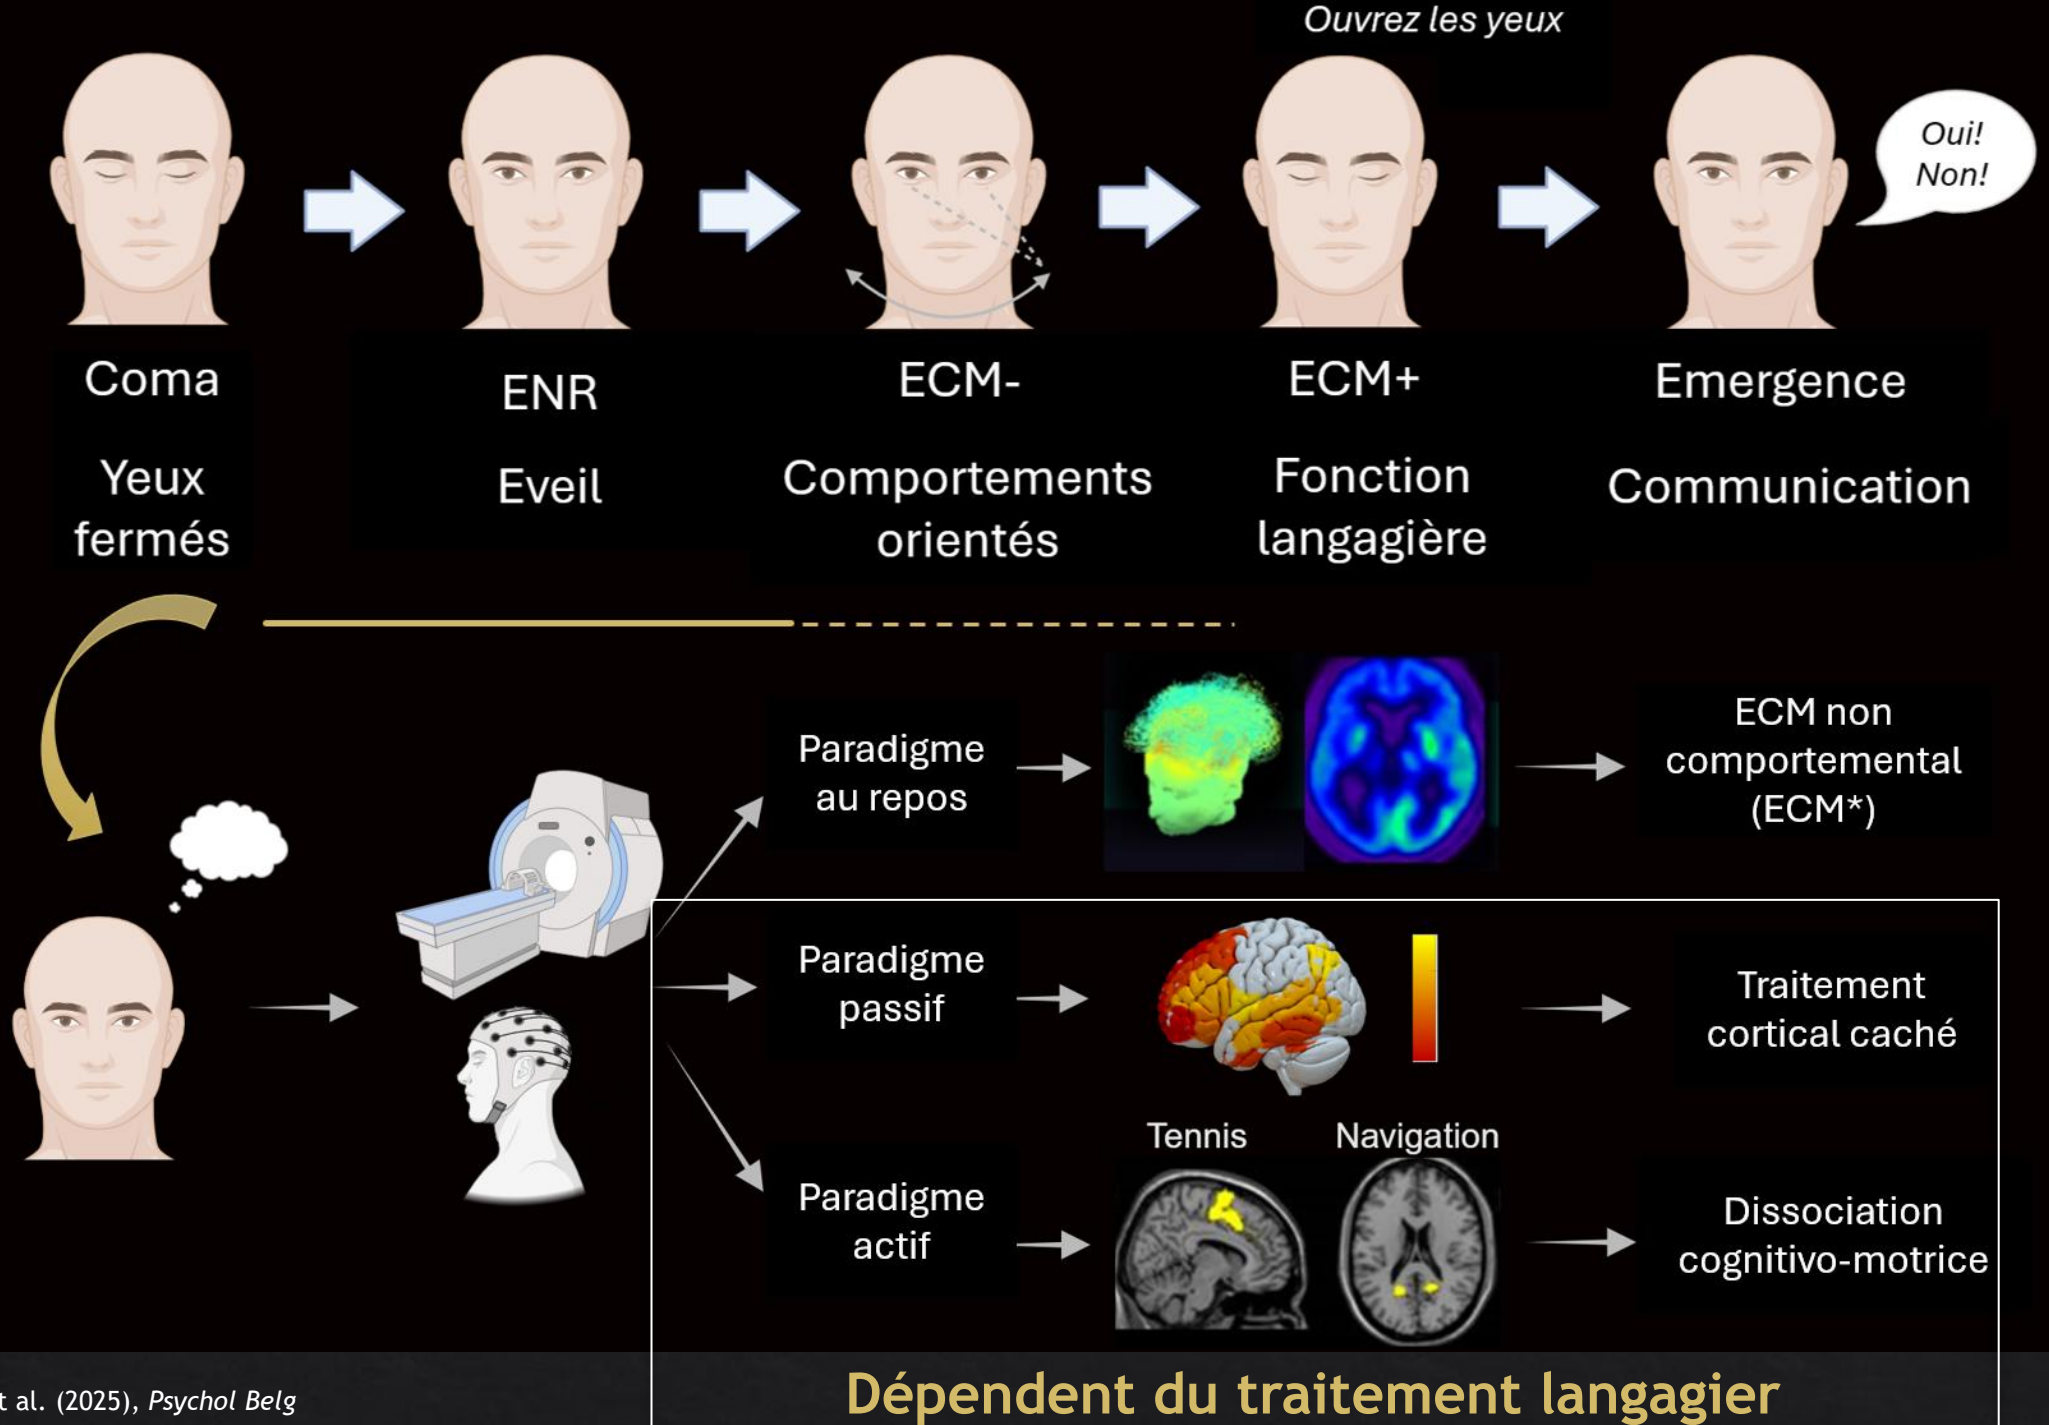 Ouvrez les yeux
Oui!
Non!
Coma
ENR
ECM-
ECM+
Emergence
Yeux
fermés
Eveil
Comportements
orientés
Fonction
langagière
Communication
Paradigme
au repos
ECM non
comportemental
(ECM*)
Paradigme
passif
Traitement
cortical caché
Tennis
Navigation
Paradigme
actif
Dissociation
cognitivo-motrice
Dépendent du traitement langagier
et al. (2025), Psychol Belg